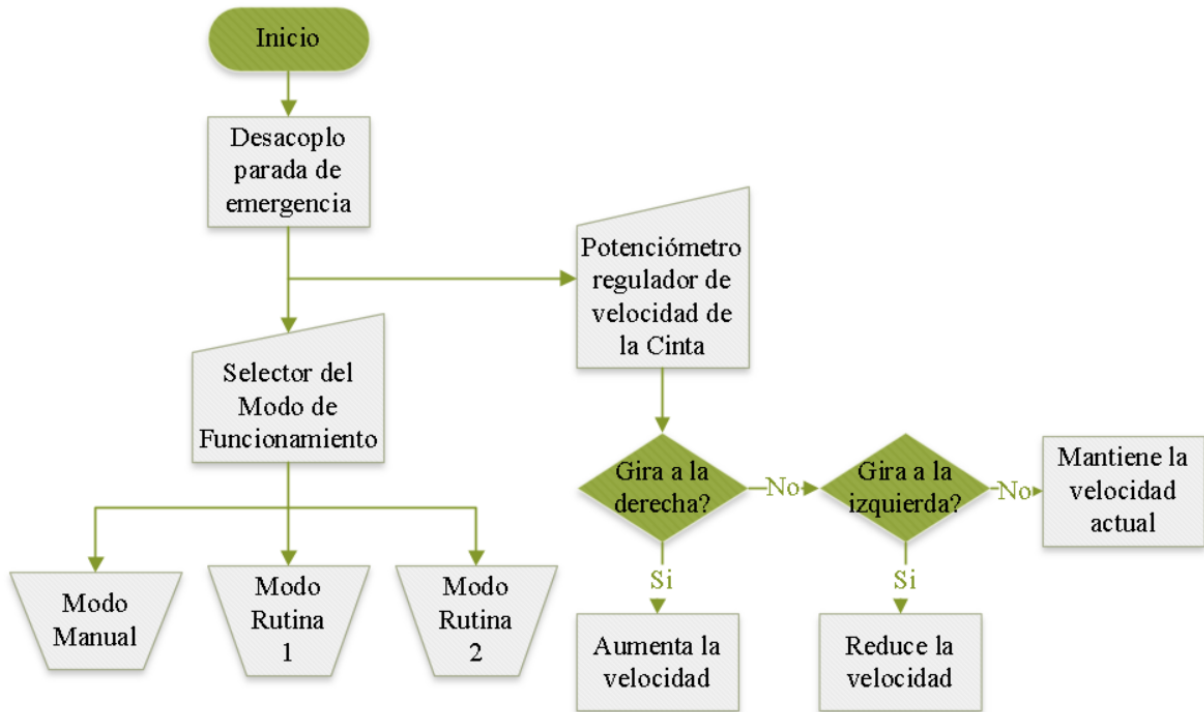 Inicio
Desacoplo
parada de
emergencia
Potenciómetro
regulador de
velocidad de
la Cinta
Selector del
Modo de
Funcionamiento
Modo
Manual
Modo
Rutina
1
Modo
Rutina
2
Gira a la
derecha?
No
Gira a la
izquierda?
No
Mantiene la
velocidad
actual
Si
Aumenta la
velocidad
Si
Reduce la
velocidad